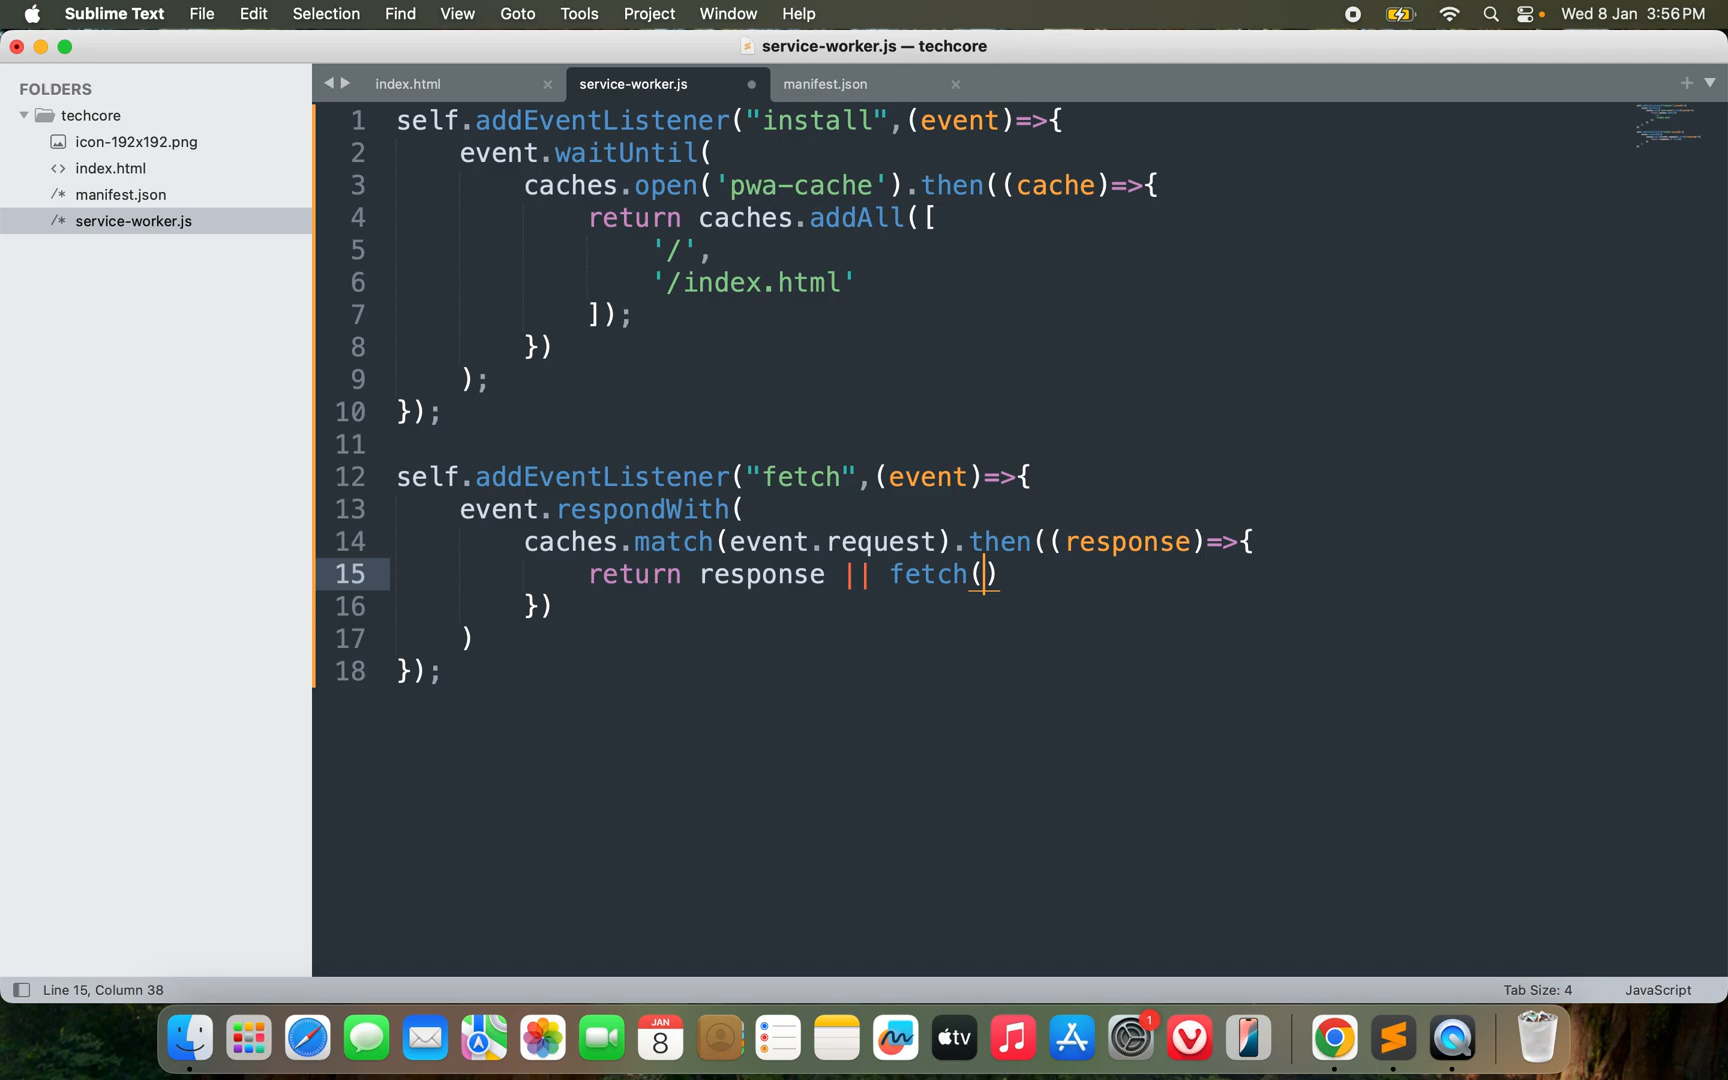 Sublime Text File Edit Selection Find View Goto Tools Project Window Help Wed 8 Jan 3:56 PM
service-worker.js — techcore
FOLDERS
techcore
icon-192x192.png
index.html
manifest.json
service-worker.js
index.html service-worker.js manifest.json
1 self.addEventListener("install",(event)=>{
2 event.waitUntil(
3 caches.open('pwa-cache').then((cache)=>{
4 return caches.addAll([
5 '/',
6 '/index.html'
7 ]);
8 })
9 );
10 });
11
12 self.addEventListener("fetch",(event)=>{
13 event.respondWith(
14 caches.match(event.request).then((response)=>{
15 return response || fetch()
16 })
17 )
18 });
Line 15, Column 38 Tab Size: 4 JavaScript
JAN
8
tv
1